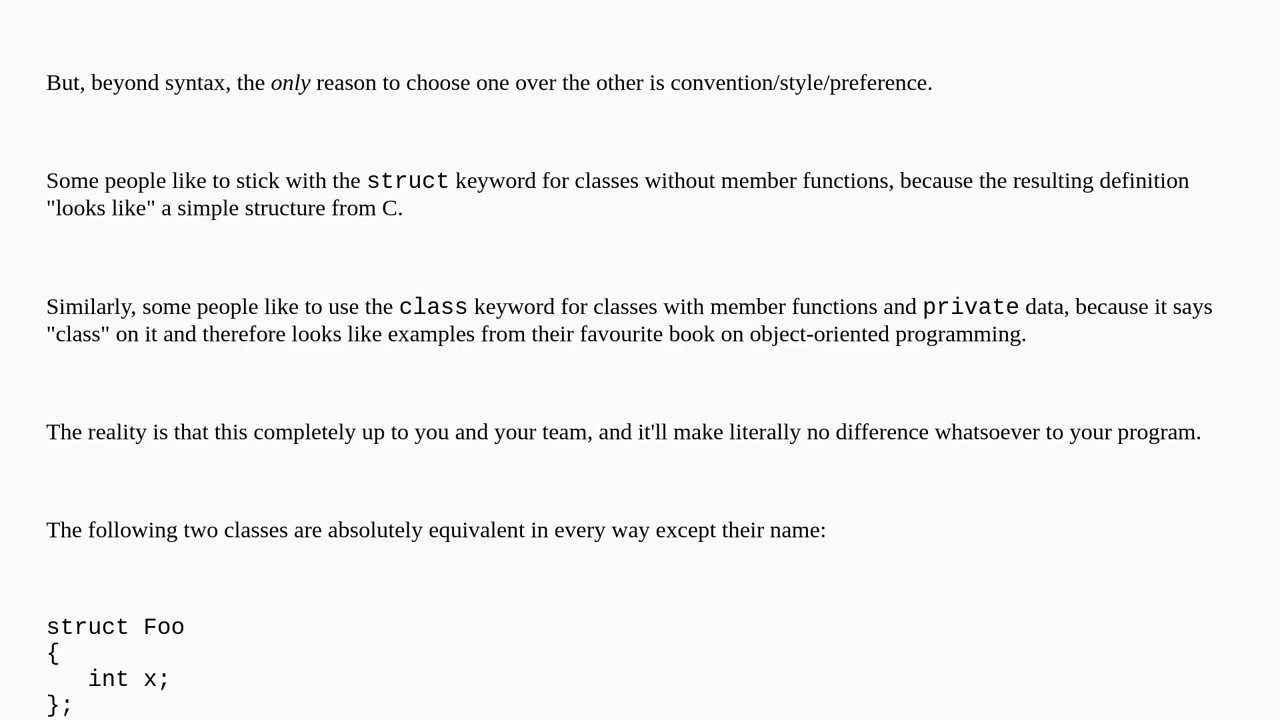 But, beyond syntax, the only reason to choose one over the other is convention/style/preference.
Some people like to stick with the struct keyword for classes without member functions, because the resulting definition
"looks like" a simple structure from C.
Similarly, some people like to use the class keyword for classes with member functions and private data, because it says
"class" on it and therefore looks like examples from their favourite book on object-oriented programming.
The reality is that this completely up to you and your team, and it'll make literally no difference whatsoever to your program.
The following two classes are absolutely equivalent in every way except their name:
struct Foo
{
   int x;
};